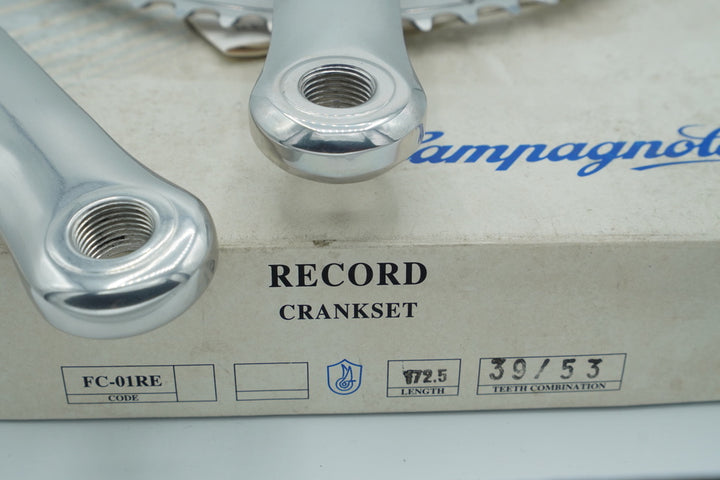 Campagnolo
RECORD
CRANKSET
FC-01RE
CODE
172.5
LENGTH
39/53
TEETH COMBINATION